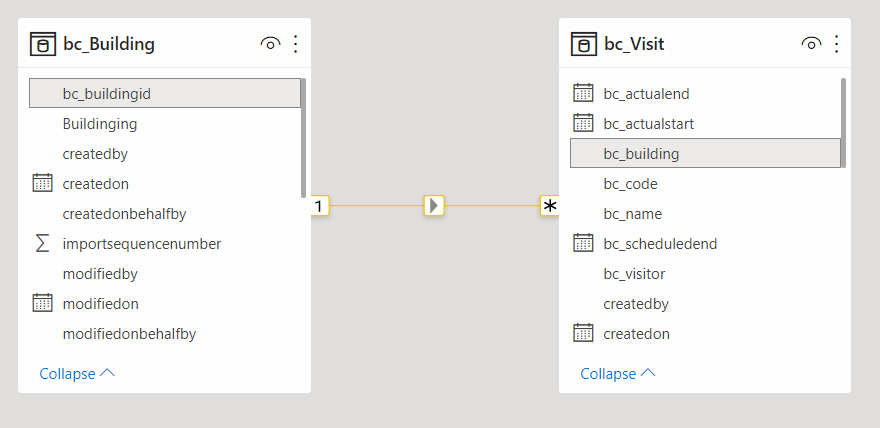 bc_Building
bc_buildingid
Buildinging
createdby
createdon
createdonbehalfby
importsequencenumber
modifiedby
modifiedon
modifiedonbehalfby
Collapse
1
*
bc_Visit
bc_actualend
bc_actualstart
bc_building
bc_code
bc_name
bc_scheduledend
bc_visitor
createdby
createdon
Collapse